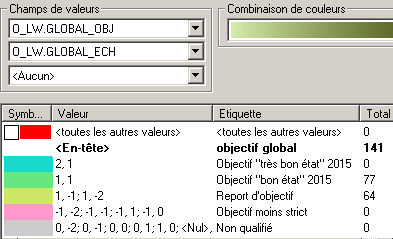 Champs de valeurs
Combinaison de couleurs
O_LW.GLOBAL_OBJ
O_LW.GLOBAL_ECH
<Aucun>
Symb... Valeur Etiquette Total
<toutes les autres valeurs> <toutes les autres valeurs> 0
<En-tête> objectif global 141
2, 1 Objectif "très bon état" 2015 0
1, 1 Objectif "bon état" 2015 77
1, -1; 1, -2 Report d'objectif 64
-1, -2; -1, -1; -1, 1; -1, 0 Objectif moins strict 0
0, -2; 0, -1; 0, 0; 0, 1; 1, 0; <Nul>, Non qualifié 0